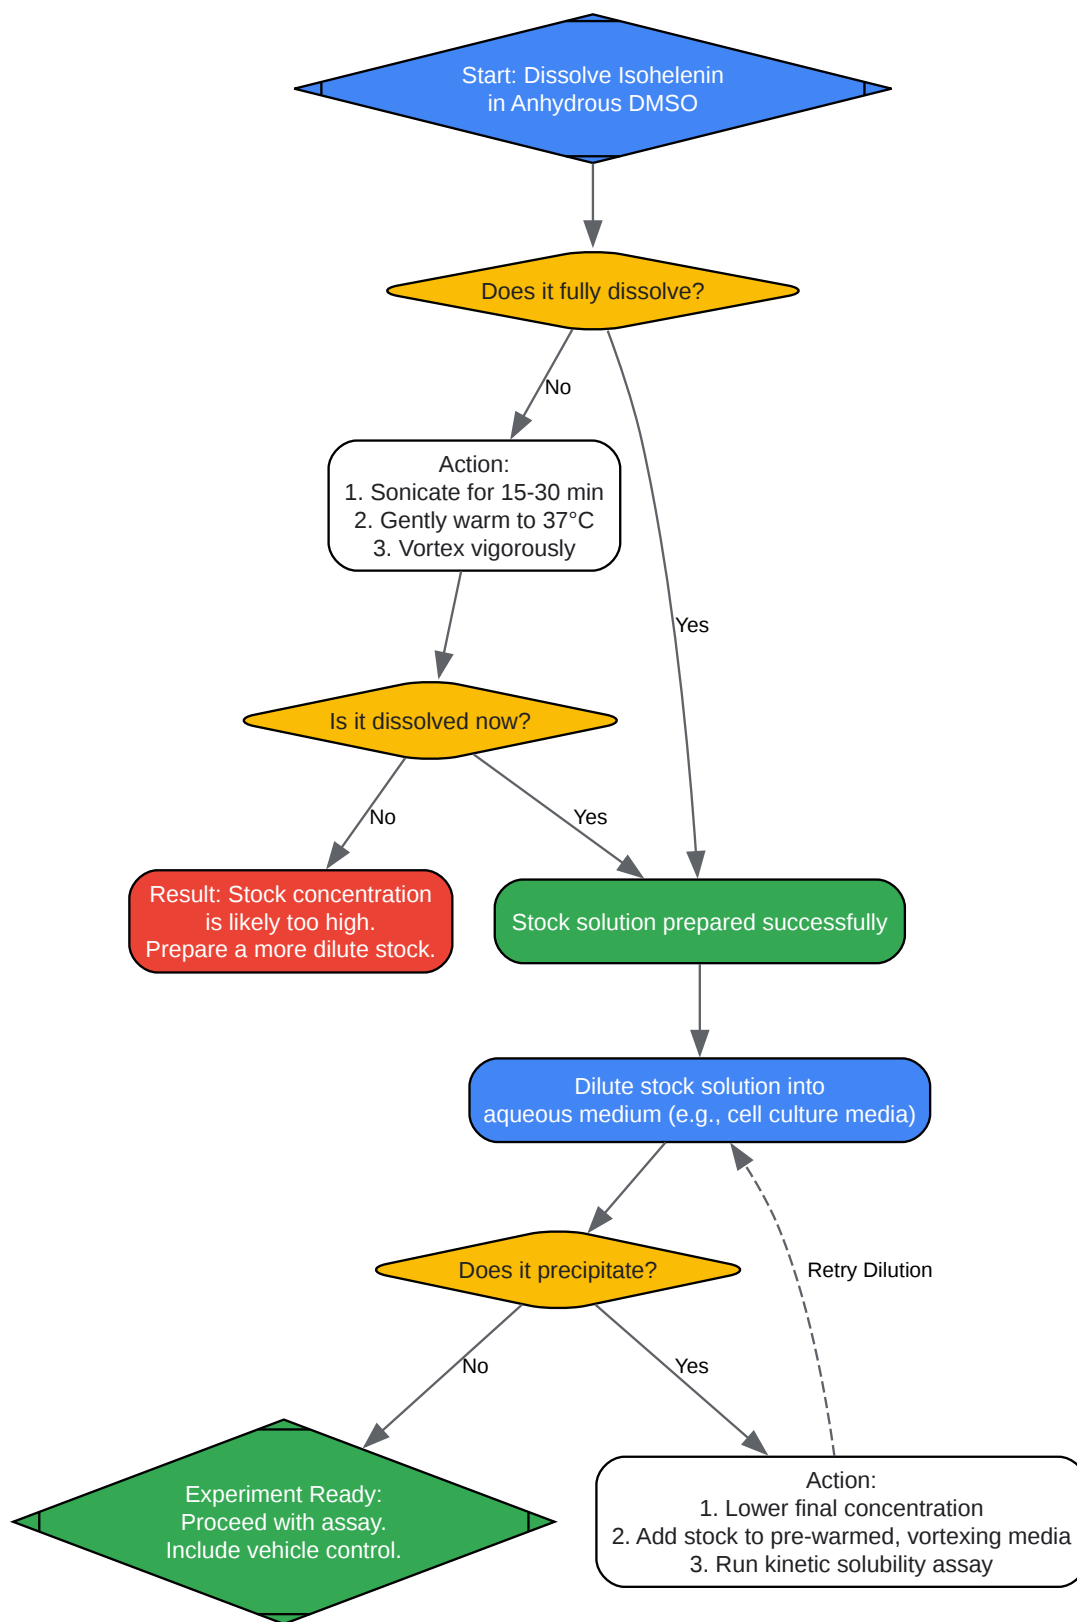 Start: Dissolve Isohelenin
in Anhydrous DMSO
Does it fully dissolve?
No
Action:
1. Sonicate for 15-30 min
2. Gently warm to 37°C
3. Vortex vigorously
Yes
Is it dissolved now?
No
Yes
Result: Stock concentration
is likely too high.
Prepare a more dilute stock.
Stock solution prepared successfully
Dilute stock solution into
aqueous medium (e.g., cell culture media)
Does it precipitate?
Retry Dilution
No
Yes
Experiment Ready:
Proceed with assay.
Include vehicle control.
Action:
1. Lower final concentration
2. Add stock to pre-warmed, vortexing media
3. Run kinetic solubility assay